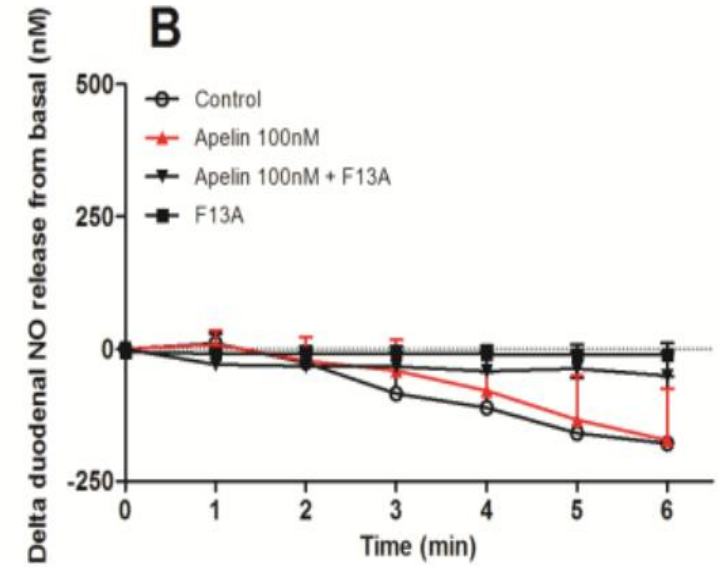 B
Delta duodenal NO release from basal (nM)
500
250
0
-250
Control
Apelin 100nM
Apelin 100nM + F13A
F13A
0 1 2 3 4 5 6
Time (min)